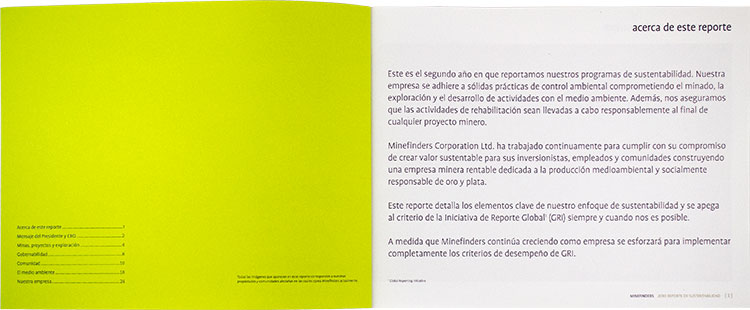 Acerca de este reporte 1
Mensaje del Presidente y CEO 2
Minas, proyectos y exploración 4
Gobernabilidad 8
Comunidad 10
El medio ambiente 16
Nuestra empresa 24
acerca de este reporte
Este es el segundo año en que reportamos nuestros programas de sustentabilidad. Nuestra
empresa se adhiere a sólidas prácticas de control ambiental comprometiendo el minado, la
exploración y el desarrollo de actividades con el medio ambiente. Además, nos aseguramos
que las actividades de rehabilitación sean llevadas a cabo responsablemente al final de
cualquier proyecto minero.
Minefinders Corporation Ltd. ha trabajado continuamente para cumplir con su compromiso
de crear valor sustentable para sus inversionistas, empleados y comunidades construyendo
una empresa minera rentable dedicada a la producción medioambiental y socialmente
responsable de oro y plata.
Este reporte detalla los elementos clave de nuestro enfoque de sustentabilidad y se apega
al criterio de la Iniciativa de Reporte Global¹ (GRI) siempre y cuando nos es posible.
A medida que Minefinders continúa creciendo como empresa se esforzará para implementar
completamente los criterios de desempeño de GRI.
¹ Global Reporting Initiative
MINEFINDERS REPORTE DE SUSTENTABILIDAD [1]